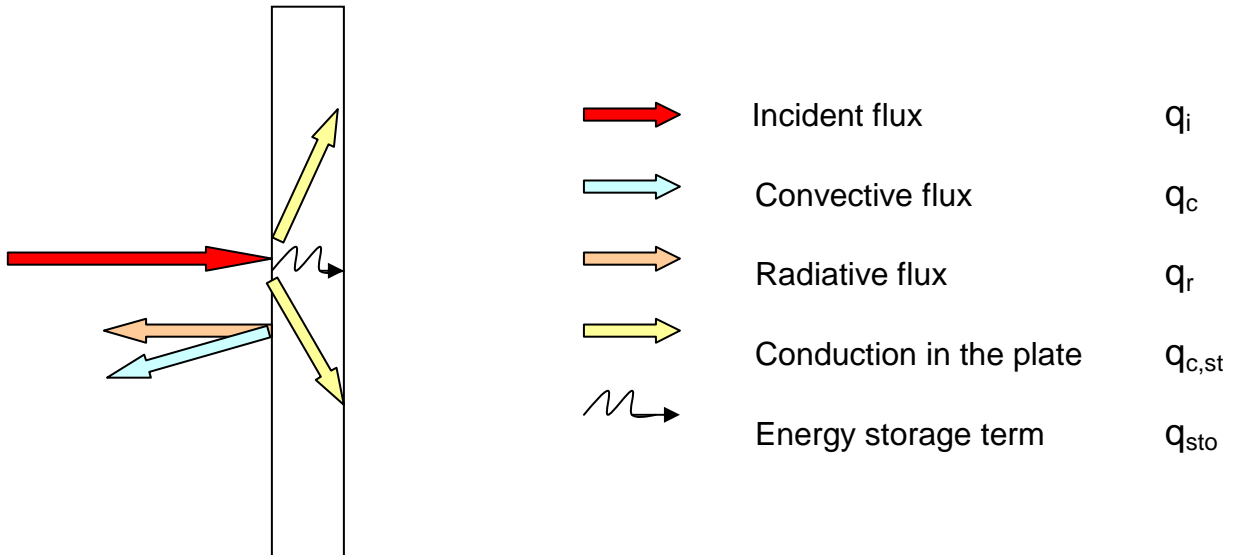 Incident flux qi
Convective flux qc
Radiative flux qr
Conduction in the plate qc,st
Energy storage term qsto